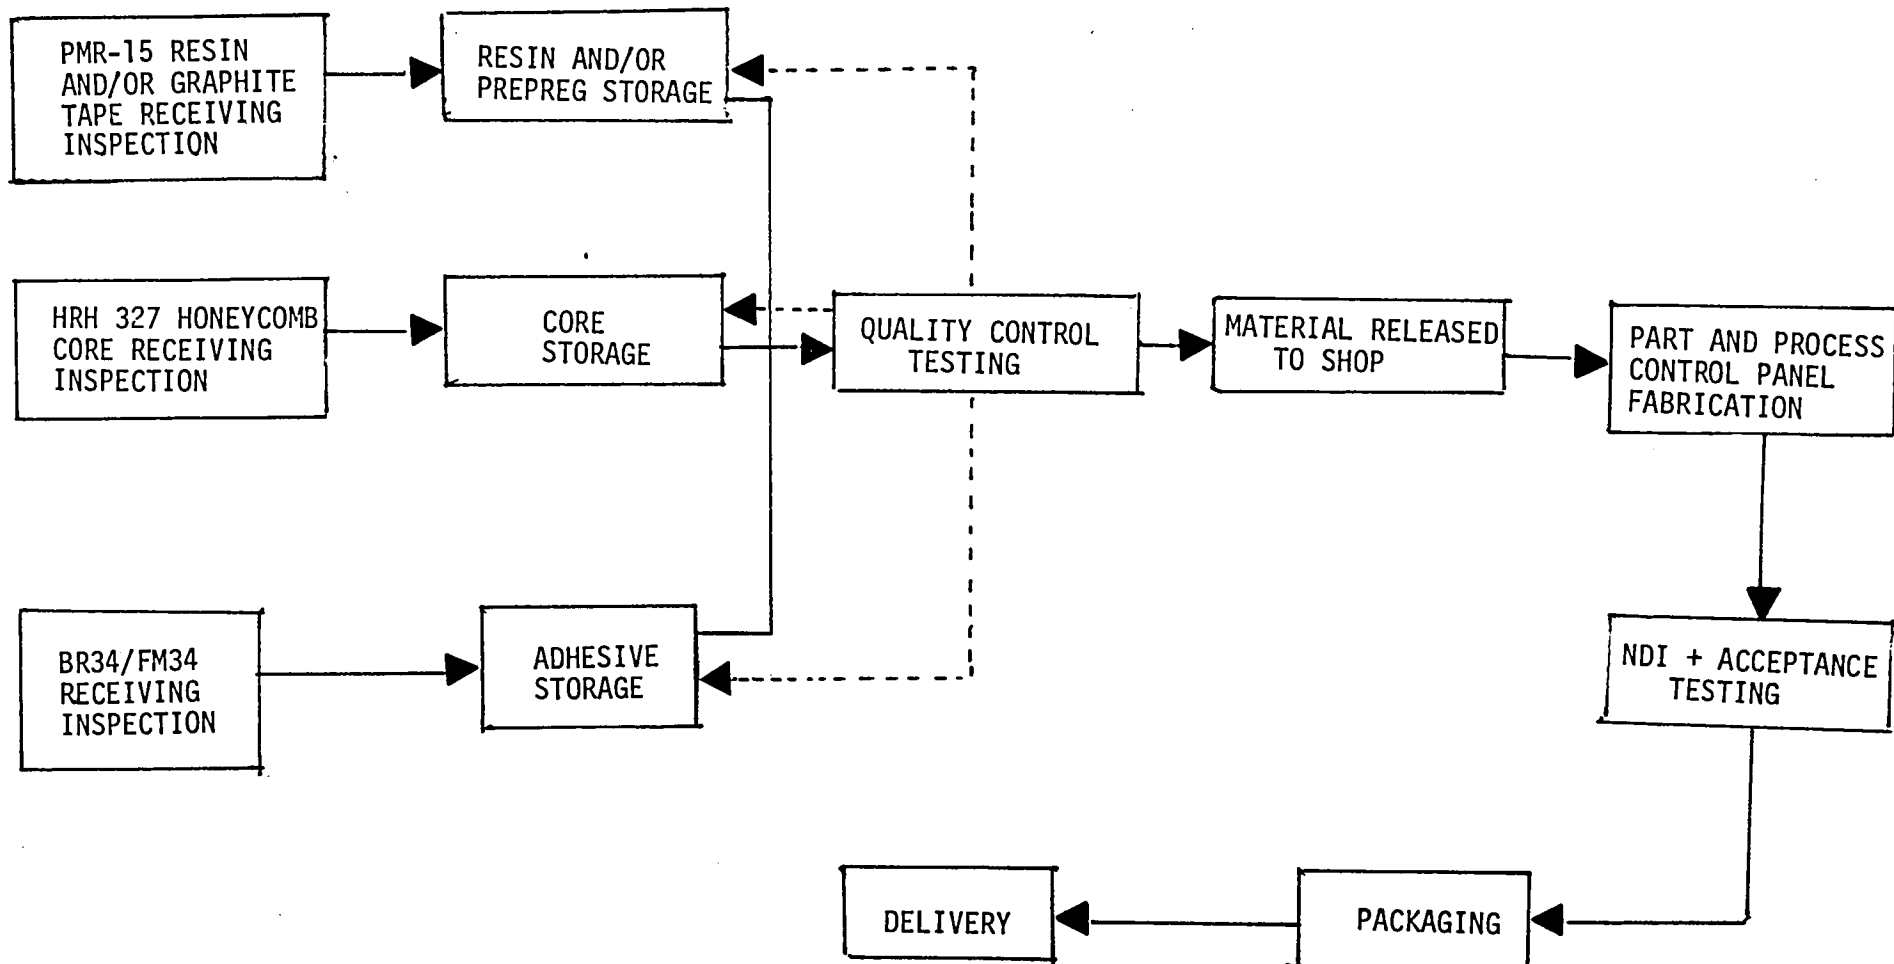 PMR-15 RESIN
AND/OR GRAPHITE
TAPE RECEIVING
INSPECTION
RESIN AND/OR
PREPREG STORAGE
HRH 327 HONEYCOMB
CORE RECEIVING
INSPECTION
CORE
STORAGE
QUALITY CONTROL
TESTING
MATERIAL RELEASED
TO SHOP
PART AND PROCESS
CONTROL PANEL
FABRICATION
BR34/FM34
RECEIVING
INSPECTION
ADHESIVE
STORAGE
NDI + ACCEPTANCE
TESTING
DELIVERY
PACKAGING